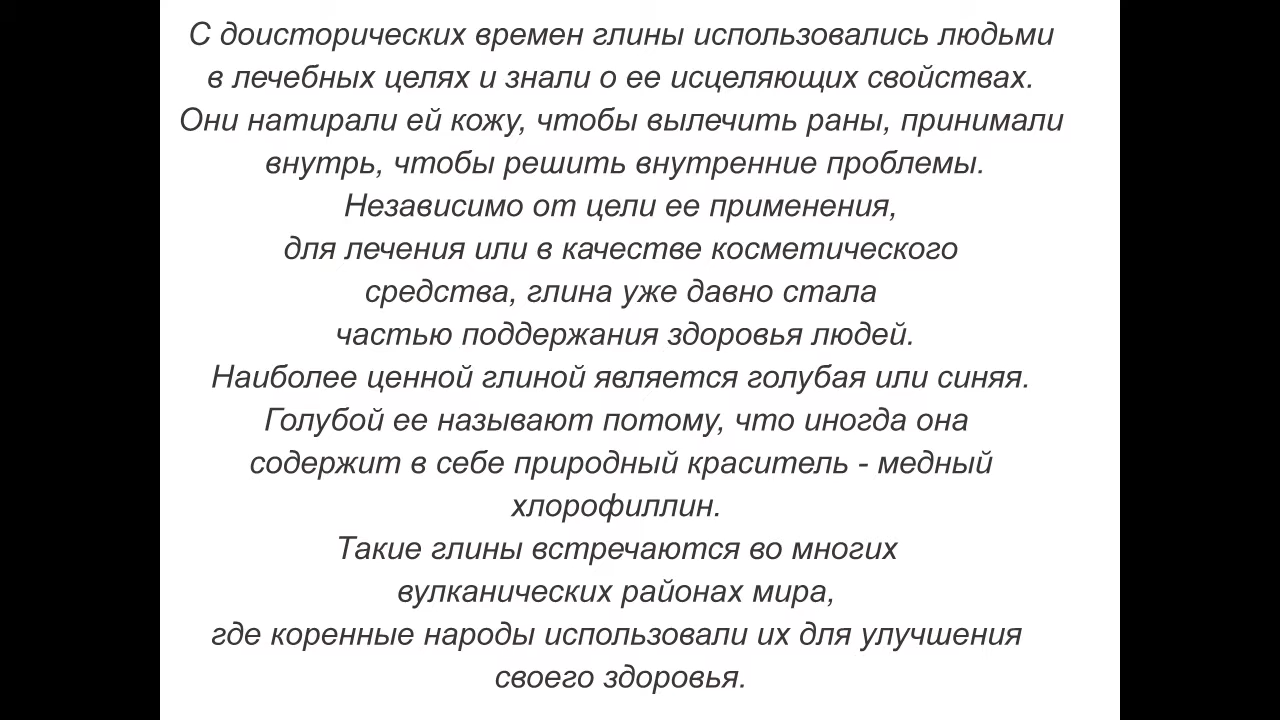 С доисторических времен глины использовались людьми
в лечебных целях и знали о ее исцеляющих свойствах.
Они натирали ей кожу, чтобы вылечить раны, принимали
внутрь, чтобы решить внутренние проблемы.
Независимо от цели ее применения,
для лечения или в качестве косметического
средства, глина уже давно стала
частью поддержания здоровья людей.
Наиболее ценной глиной является голубая или синяя.
Голубой ее называют потому, что иногда она
содержит в себе природный краситель - медный
хлорофиллин.
Такие глины встречаются во многих
вулканических районах мира,
где коренные народы использовали их для улучшения
своего здоровья.